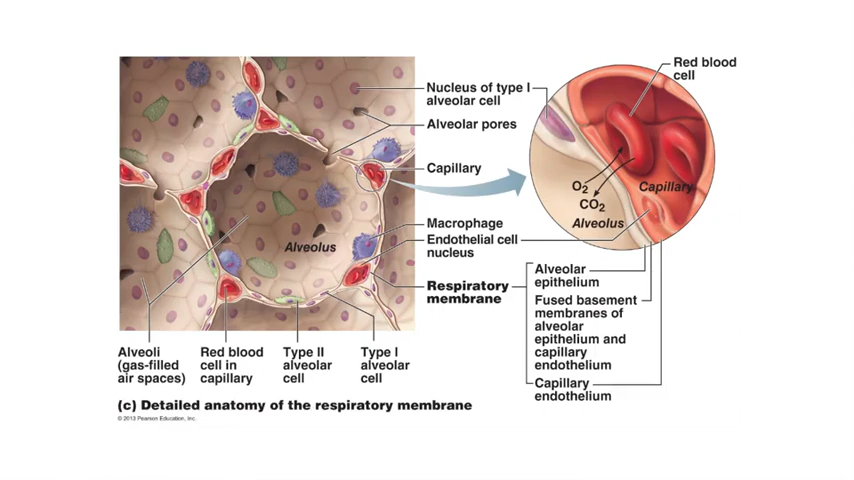 Red blood
cell
Nucleus of type I
alveolar cell
Alveolar pores
Capillary
O2
Capillary
CO2
Alveolus
Macrophage
Endothelial cell
nucleus
Alveolus
Respiratory
membrane
Alveolar
epithelium
Fused basement
membranes of
alveolar
epithelium and
capillary
endothelium
Capillary
endothelium
Alveoli
(gas-filled
air spaces)
Red blood
cell in
capillary
Type II
alveolar
cell
Type I
alveolar
cell
(c) Detailed anatomy of the respiratory membrane
© 2013 Pearson Education, Inc.